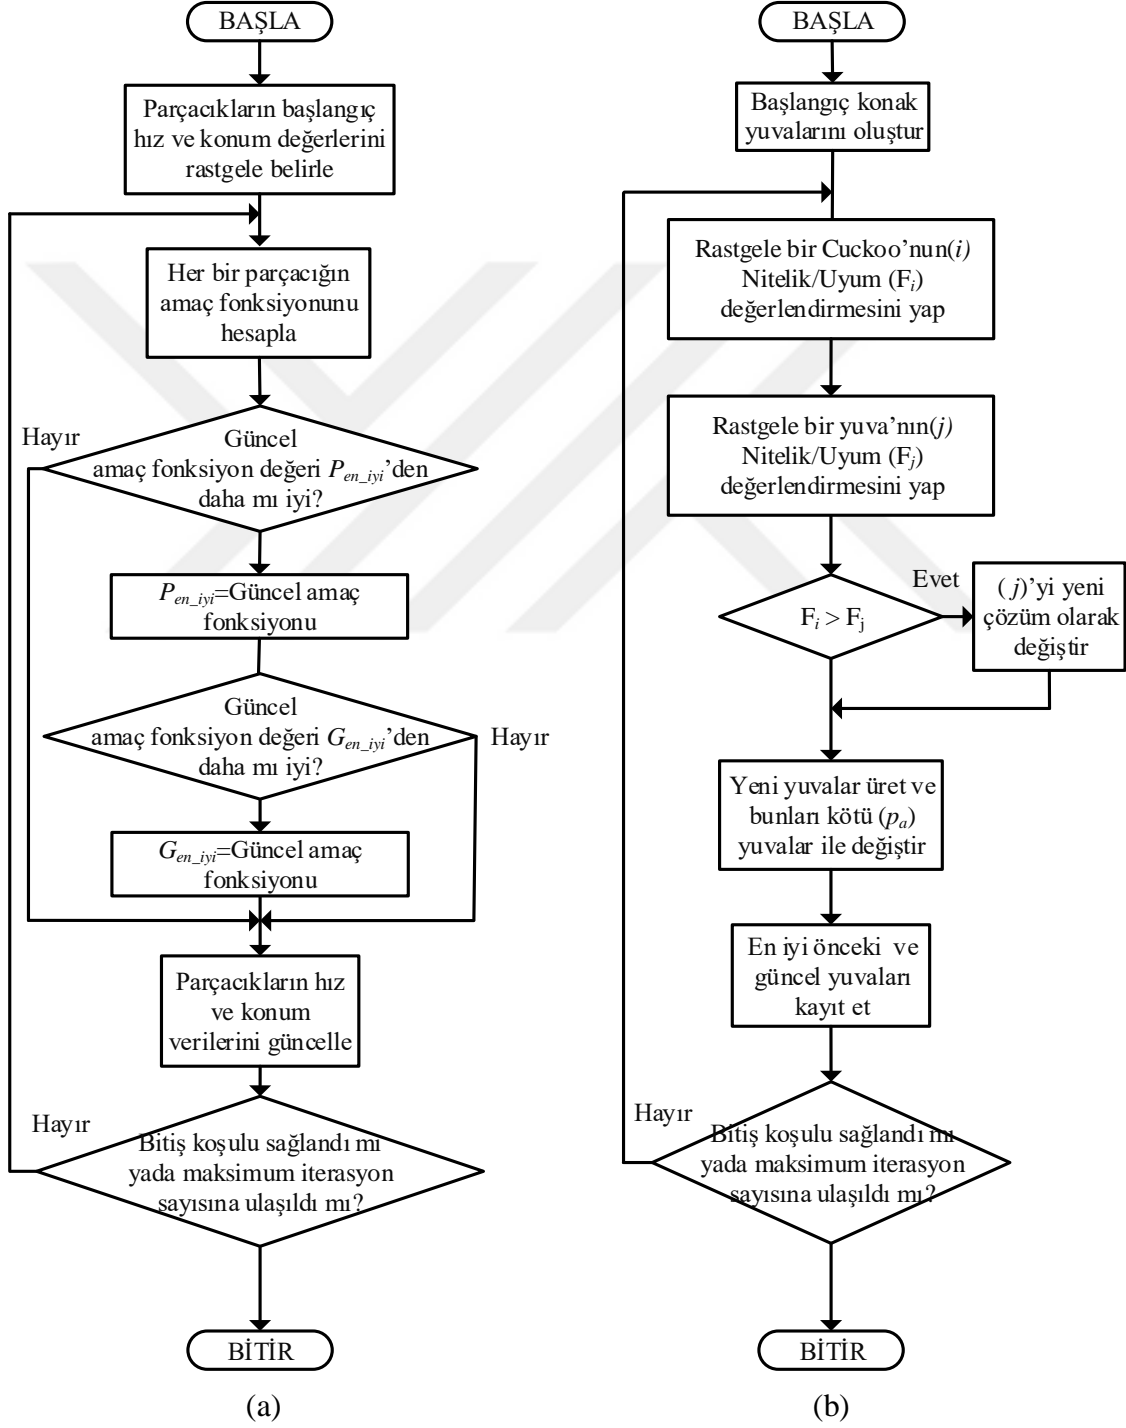 BAŞLA
Parçacıkların başlangıç
hız ve konum değerlerini
rastgele belirle
Her bir parçacığın
amaç fonksiyonunu
hesapla
Hayır
Güncel
amaç fonksiyon değeri P_en_iyi'den
daha mı iyi?
P_en_iyi=Güncel amaç
fonksiyonu
Güncel
amaç fonksiyon değeri G_en_iyi'den
daha mı iyi?
Hayır
G_en_iyi=Güncel amaç
fonksiyonu
Parçacıkların hız
ve konum
verilerini güncelle
Hayır
Bitiş koşulu sağlandı mı
yada maksimum iterasyon
sayısına ulaşıldı mı?
BİTİR
(a)
BAŞLA
Başlangıç konak
yuvalarını oluştur
Rastgele bir Cuckoo'nun(i)
Nitelik/Uyum (F_i)
değerlendirmesini yap
Rastgele bir yuva'nın(j)
Nitelik/Uyum (F_j)
değerlendirmesini yap
F_i > F_j
Evet
( j)'yi yeni
çözüm olarak
değiştir
Yeni yuvalar üret ve
bunları kötü (p_a)
yuvalar ile değiştir
En iyi önceki ve
güncel yuvaları
kayıt et
Hayır
Bitiş koşulu sağlandı mı
yada maksimum iterasyon
sayısına ulaşıldı mı?
BİTİR
(b)